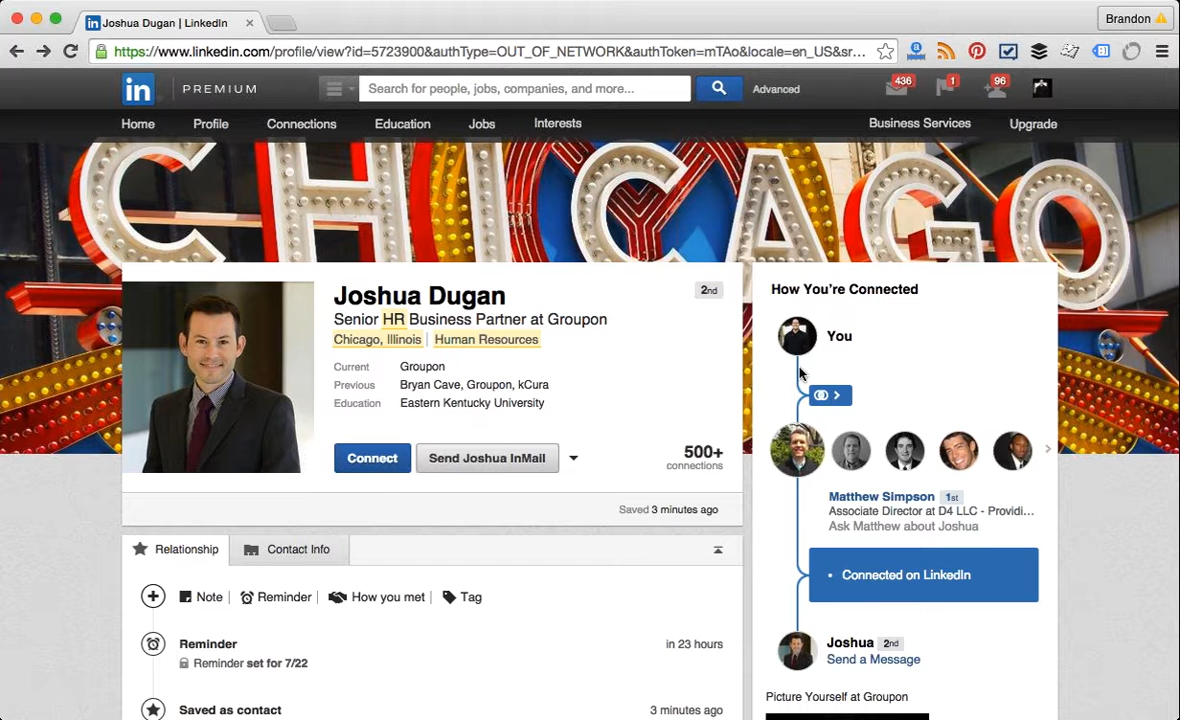 Joshua Dugan | LinkedIn
Brandon
https://www.linkedin.com/profile/view?id=5723900&authType=OUT_OF_NETWORK&authToken=mTAo&locale=en_US&sr...
in PREMIUM
Search for people, jobs, companies, and more...
Advanced
436
1
96
Home
Profile
Connections
Education
Jobs
Interests
Business Services
Upgrade
CHICAGO
Joshua Dugan
2nd
Senior HR Business Partner at Groupon
Chicago, Illinois | Human Resources
Current Groupon
Previous Bryan Cave, Groupon, kCura
Education Eastern Kentucky University
Connect
Send Joshua InMail
500+
connections
Saved 3 minutes ago
Relationship
Contact Info
Note | Reminder | How you met | Tag
Reminder in 23 hours
Reminder set for 7/22
Saved as contact 3 minutes ago
How You're Connected
You
Matthew Simpson 1st
Associate Director at D4 LLC - Providi...
Ask Matthew about Joshua
• Connected on LinkedIn
Joshua 2nd
Send a Message
Picture Yourself at Groupon